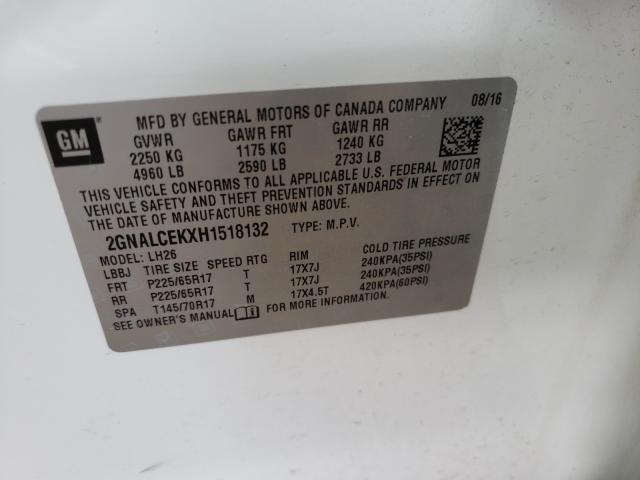 MFD BY GENERAL MOTORS OF CANADA COMPANY 08/16
GM
GVWR GAWR FRT GAWR RR
2250 KG 1175 KG 1240 KG
4960 LB 2590 LB 2733 LB
THIS VEHICLE CONFORMS TO ALL APPLICABLE U.S. FEDERAL MOTOR
VEHICLE SAFETY AND THEFT PREVENTION STANDARDS IN EFFECT ON
THE DATE OF MANUFACTURE SHOWN ABOVE.
2GNALCEKXH1518132 TYPE: M.P.V.
MODEL: LH26
LBBJ TIRE SIZE SPEED RTG RIM COLD TIRE PRESSURE
FRT P225/65R17 T 17X7J 240KPA(35PSI)
RR P225/65R17 T 17X7J 240KPA(35PSI)
SPA T145/70R17 M 17X4.5T 420KPA(60PSI)
SEE OWNER'S MANUAL FOR MORE INFORMATION.